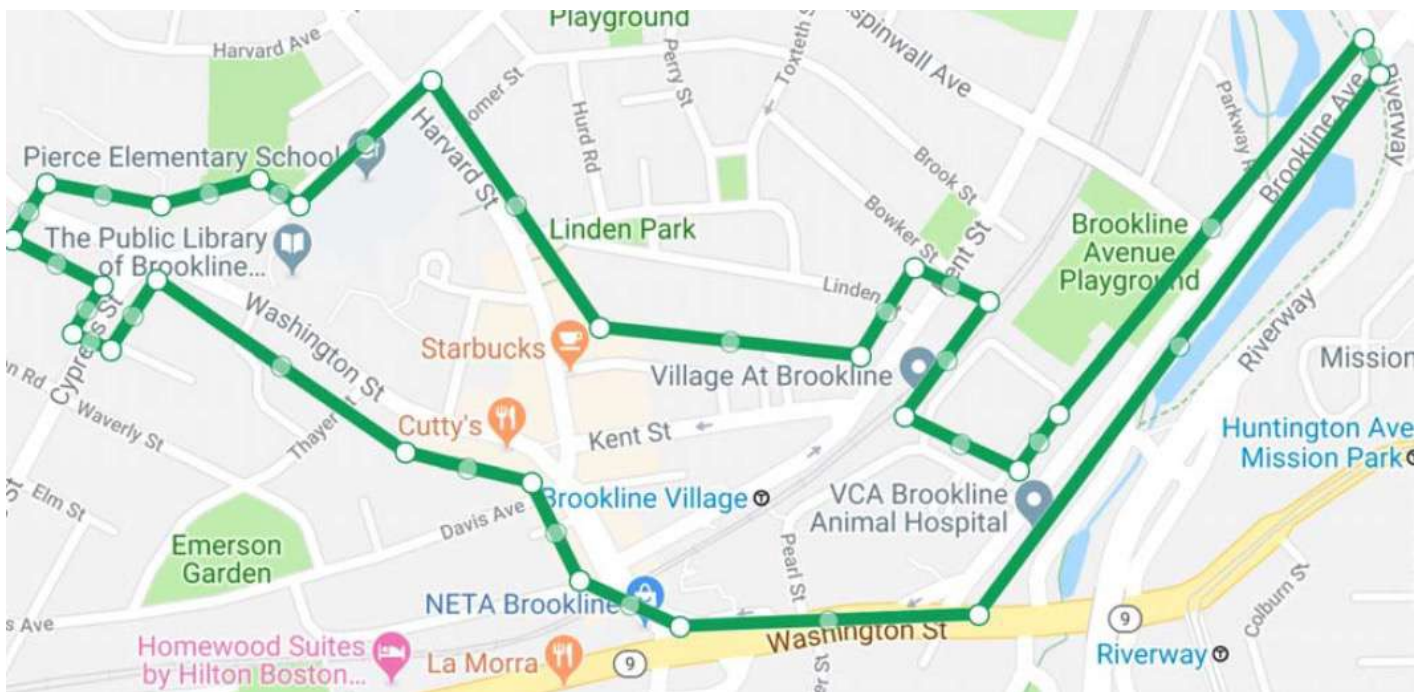 Playground
Harvard Ave
Perry St
Toxteth St
spinwall Ave
Riverway
Brookline Ave
Harvard St
omer St
Hurd Rd
Pierce Elementary School
Brook St
Bowker St
Linden Park
Brookline
Avenue
Playground
The Public Library
of Brookline...
Kent St
Linden
Riverway
Washington St
Starbucks
Cypress St
Mission
Village At Brookline
Waverly St
Thayer St
Cutty's
Kent St
Huntington Ave
Mission Park
Elm St
Brookline Village
VCA Brookline
Animal Hospital
Davis Ave
Emerson
Garden
Pearl St
Colburn St
NETA Brookline
s Ave
Washington St
9
Homewood Suites
by Hilton Boston...
La Morra
9
Riverway